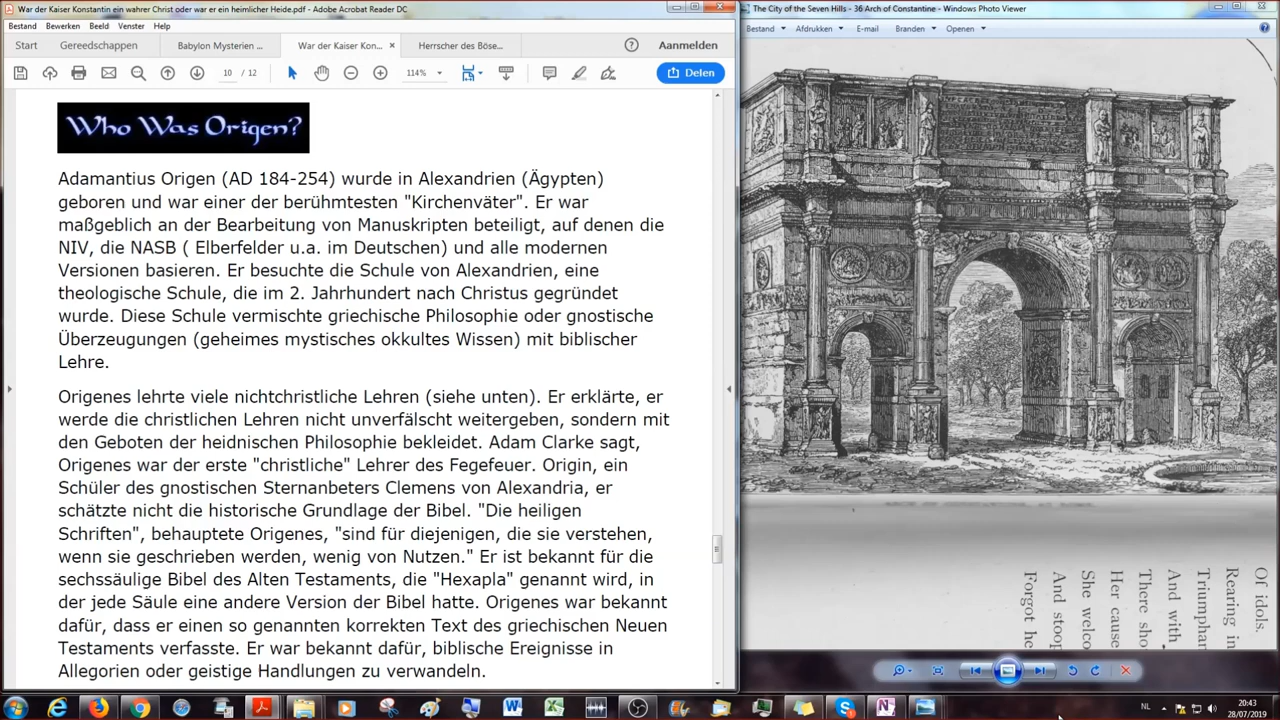 War der Kaiser Konstantin ein wahrer Christ oder war er ein heimlicher Heide.pdf - Adobe Acrobat Reader DC
Bestand Bewerken Beeld Venster Help
Start Gereedschappen Babylon Mysterien ... War der Kaiser Kon... × Herrscher des Böse... Aanmelden
10 / 12 114% Delen
Who Was Origen?
Adamantius Origen (AD 184-254) wurde in Alexandrien (Ägypten)
geboren und war einer der berühmtesten "Kirchenväter". Er war
maßgeblich an der Bearbeitung von Manuskripten beteiligt, auf denen die
NIV, die NASB ( Elberfelder u.a. im Deutschen) und alle modernen
Versionen basieren. Er besuchte die Schule von Alexandrien, eine
theologische Schule, die im 2. Jahrhundert nach Christus gegründet
wurde. Diese Schule vermischte griechische Philosophie oder gnostische
Überzeugungen (geheimes mystisches okkultes Wissen) mit biblischer
Lehre.
Origenes lehrte viele nichtchristliche Lehren (siehe unten). Er erklärte, er
werde die christlichen Lehren nicht unverfälscht weitergeben, sondern mit
den Geboten der heidnischen Philosophie bekleidet. Adam Clarke sagt,
Origenes war der erste "christliche" Lehrer des Fegefeuer. Origin, ein
Schüler des gnostischen Sternanbeters Clemens von Alexandria, er
schätzte nicht die historische Grundlage der Bibel. "Die heiligen
Schriften", behauptete Origenes, "sind für diejenigen, die sie verstehen,
wenn sie geschrieben werden, wenig von Nutzen." Er ist bekannt für die
sechssäulige Bibel des Alten Testaments, die "Hexapla" genannt wird, in
der jede Säule eine andere Version der Bibel hatte. Origenes war bekannt
dafür, dass er einen so genannten korrekten Text des griechischen Neuen
Testaments verfasste. Er war bekannt dafür, biblische Ereignisse in
Allegorien oder geistige Handlungen zu verwandeln.
The City of the Seven Hills - 36 Arch of Constantine - Windows Photo Viewer
Bestand Afdrukken E-mail Branden Openen
Of idols.
Rearing in
Triumphar
And with
There sho
Her cause
She welco
And stoop
Forgot he
NL
20:43
28/07/2019